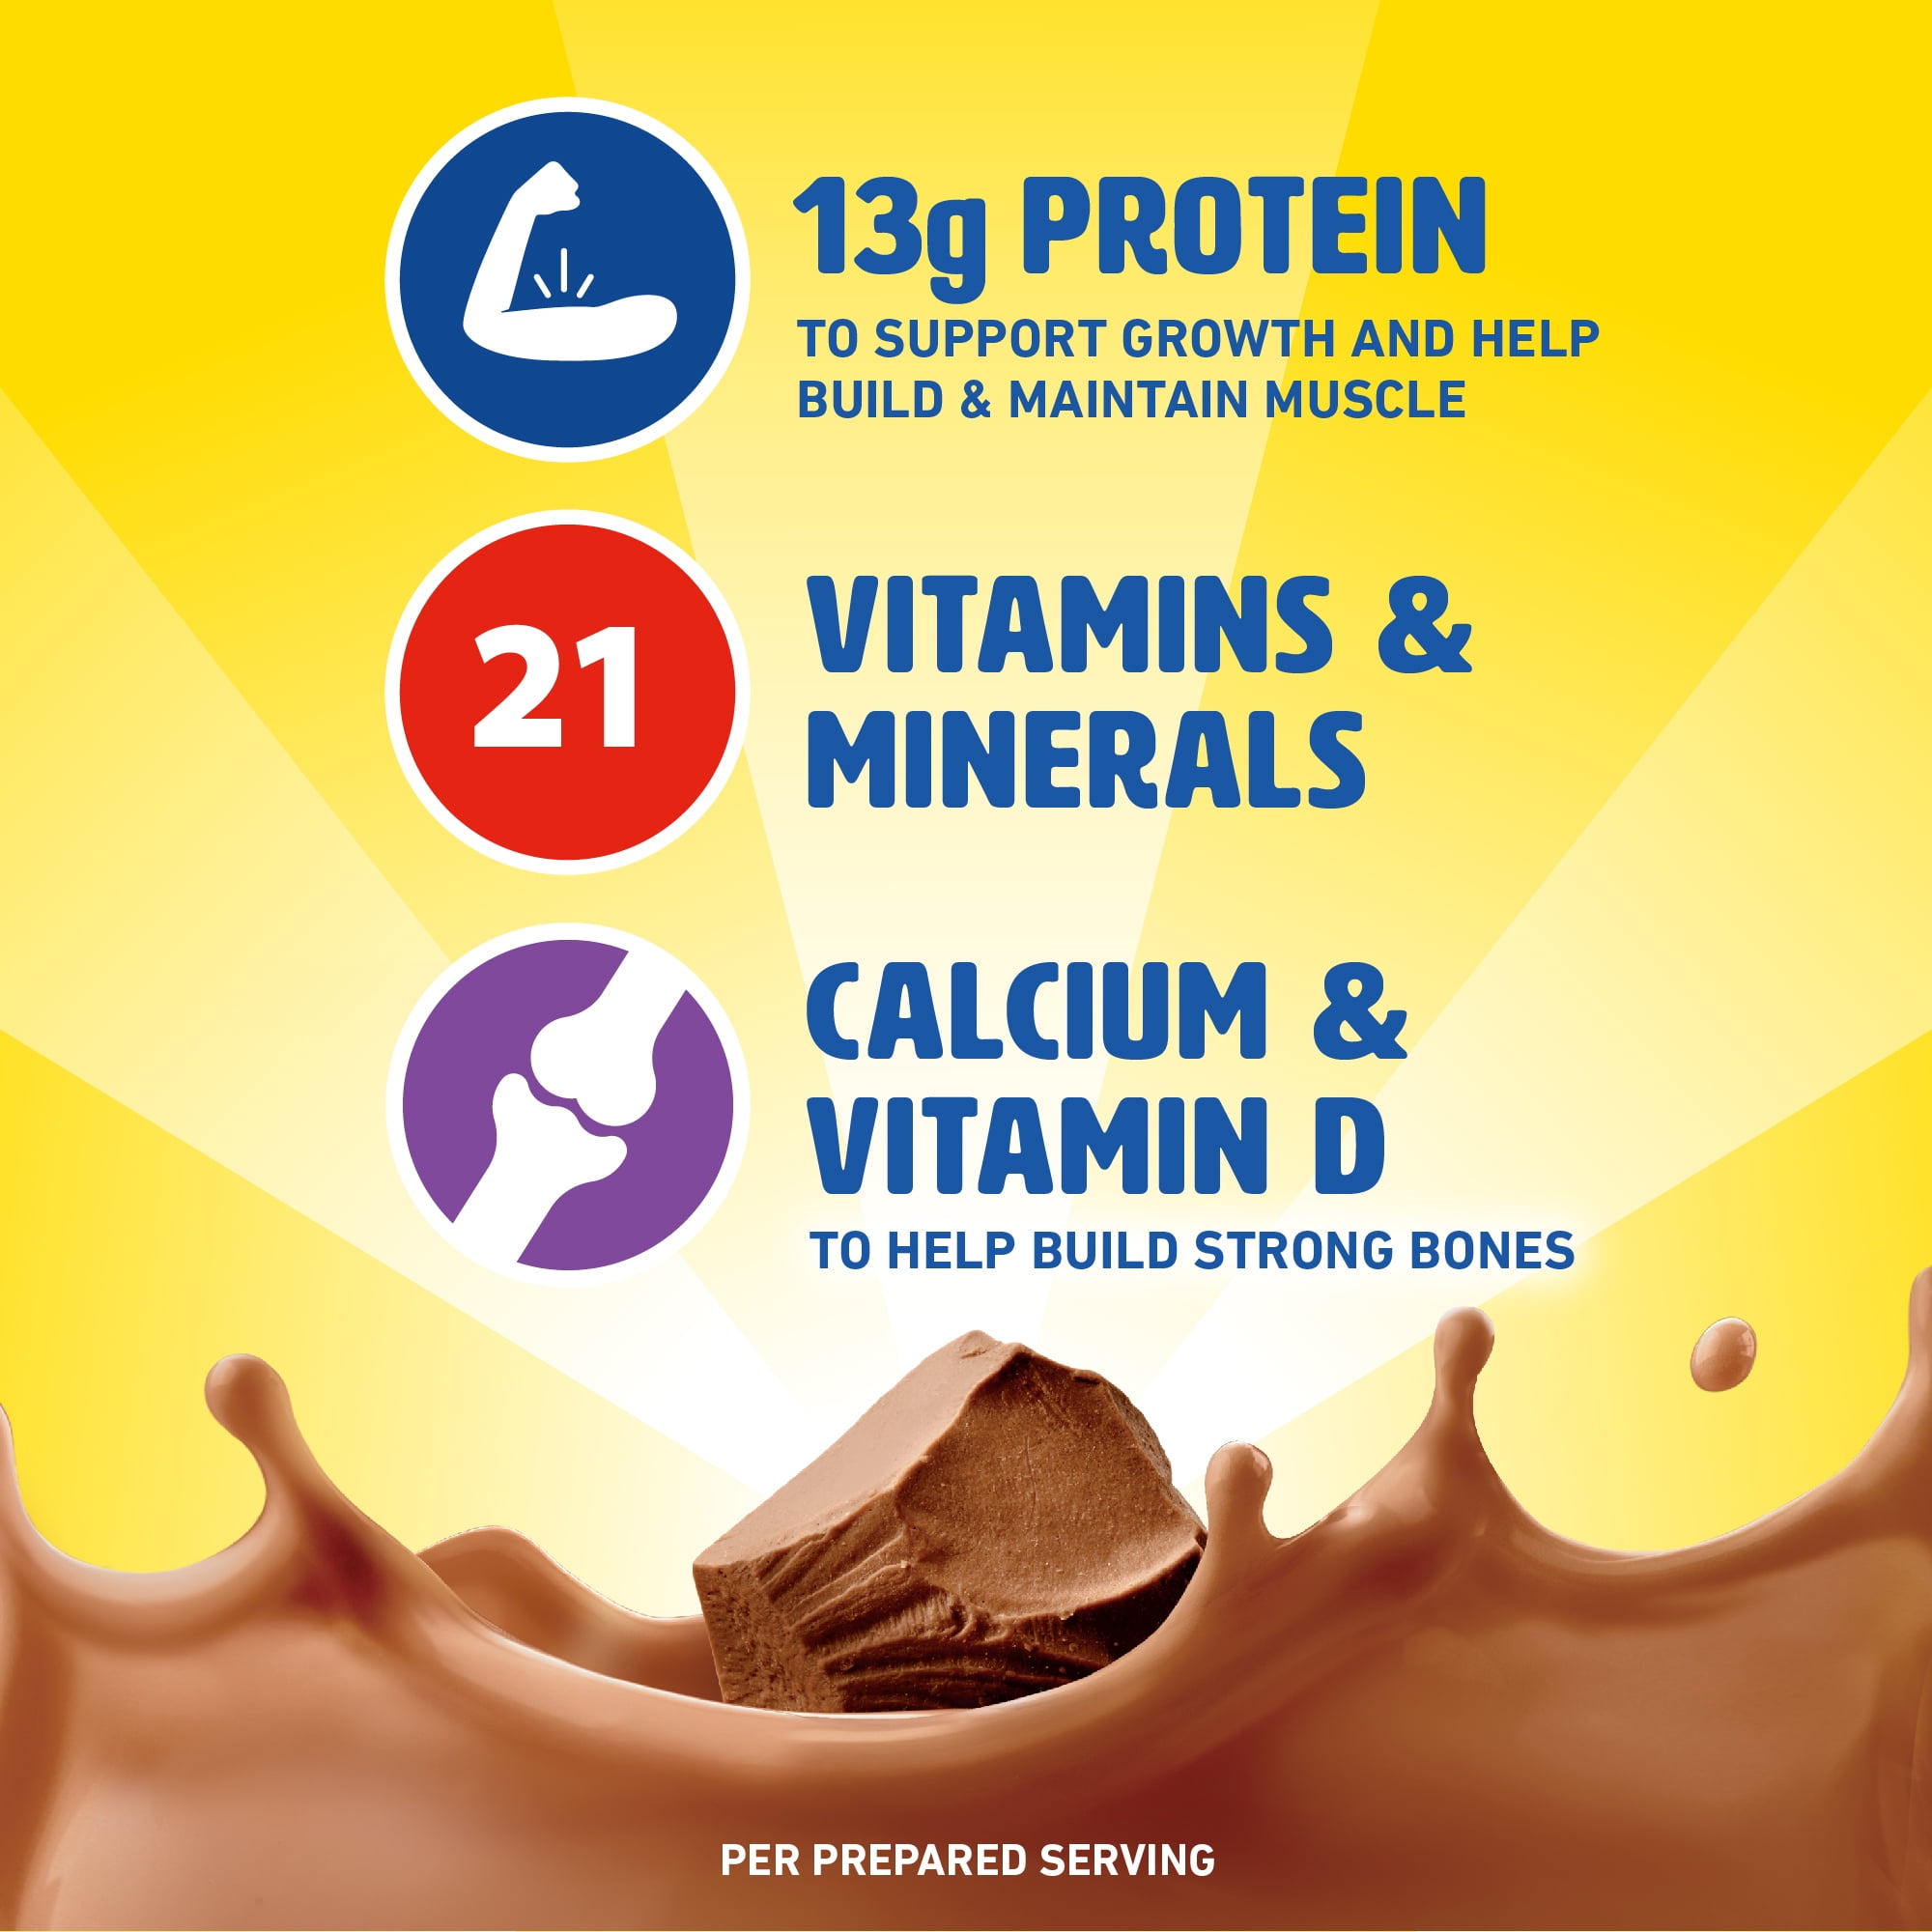 13g PROTEIN
TO SUPPORT GROWTH AND HELP
BUILD & MAINTAIN MUSCLE
21
VITAMINS &
MINERALS
CALCIUM &
VITAMIN D
TO HELP BUILD STRONG BONES
PER PREPARED SERVING